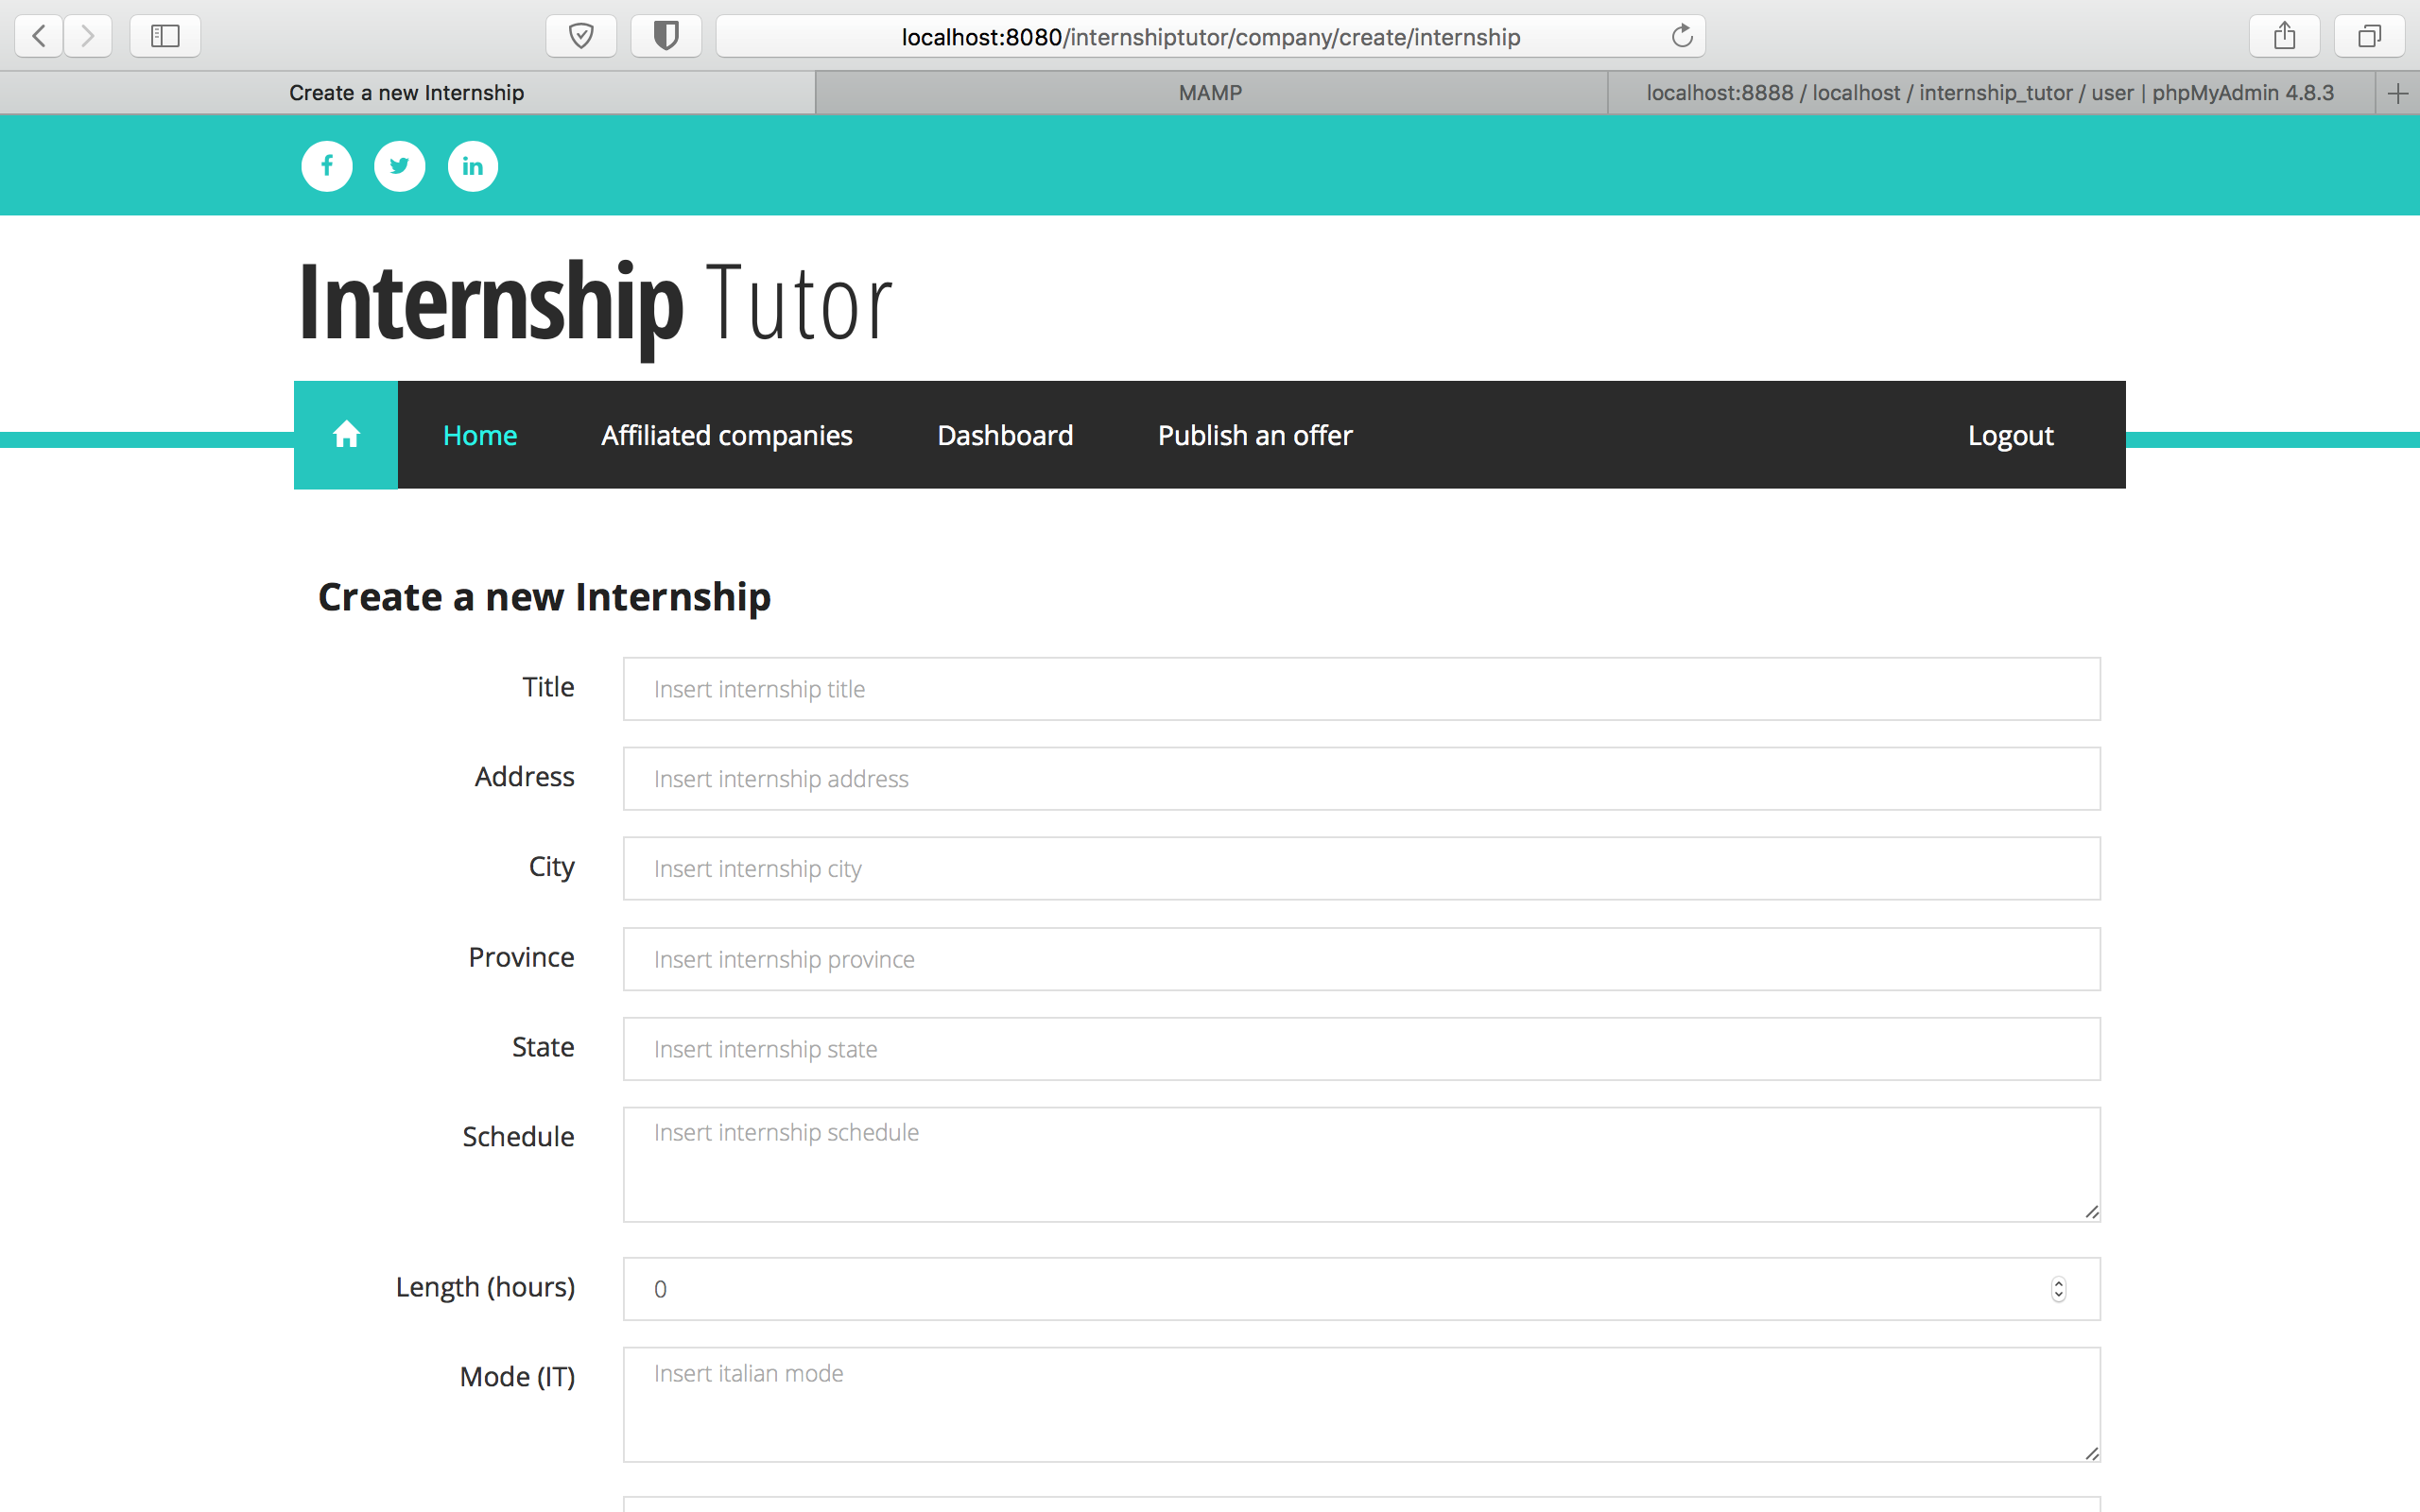 localhost:8080/internshiptutor/company/create/internship
Create a new Internship
MAMP
localhost:8888 / localhost / internship_tutor / user | phpMyAdmin 4.8.3
Internship Tutor
Home
Affiliated companies
Dashboard
Publish an offer
Logout
Create a new Internship
Title
Insert internship title
Address
Insert internship address
City
Insert internship city
Province
Insert internship province
State
Insert internship state
Schedule
Insert internship schedule
Length (hours)
0
Mode (IT)
Insert italian mode